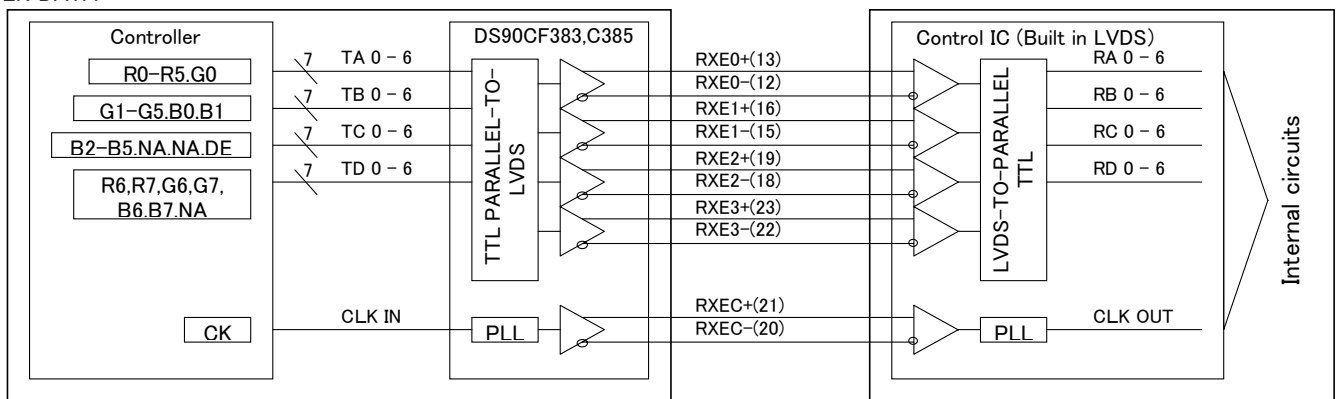 Controller
R0-R5.G0
G1-G5.B0.B1
B2-B5.NA.NA.DE
R6,R7,G6,G7,
B6.B7.NA
CK
7 TA 0 - 6
7 TB 0 - 6
7 TC 0 - 6
7 TD 0 - 6
CLK IN
DS90CF383,C385
TTL PARALLEL-TO-
LVDS
PLL
RXE0+(13)
RXE0-(12)
RXE1+(16)
RXE1-(15)
RXE2+(19)
RXE2-(18)
RXE3+(23)
RXE3-(22)
RXEC+(21)
RXEC-(20)
Control IC (Built in LVDS)
LVDS-TO-PARALLEL
TTL
PLL
RA 0 - 6
RB 0 - 6
RC 0 - 6
RD 0 - 6
CLK OUT
Internal circuits